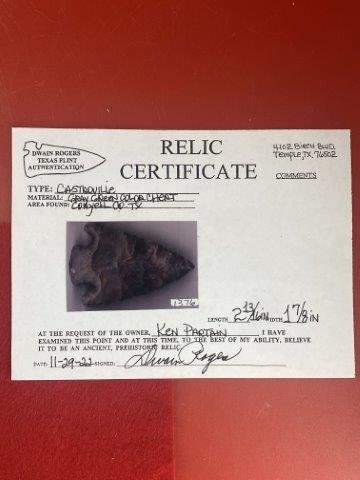 DWAIN ROGERS
TEXAS FLINT
AUTHENTICATION
RELIC
CERTIFICATE
4102 Birch Blvd.
Temple, TX, 76502
COMMENTS
TYPE: Castroville
MATERIAL: Gray Green Color Chert
AREA FOUND: Coryell Co. TX
1376
LENGTH 2 13/16 in WIDTH 1 7/8 in
AT THE REQUEST OF THE OWNER, Ken Partain I HAVE
EXAMINED THIS POINT AND AT THIS TIME, TO THE BEST OF MY ABILITY, BELIEVE
IT TO BE AN ANCIENT, PREHISTORIC RELIC.
DATE: 11-29-22 SIGNED: Dwain Rogers